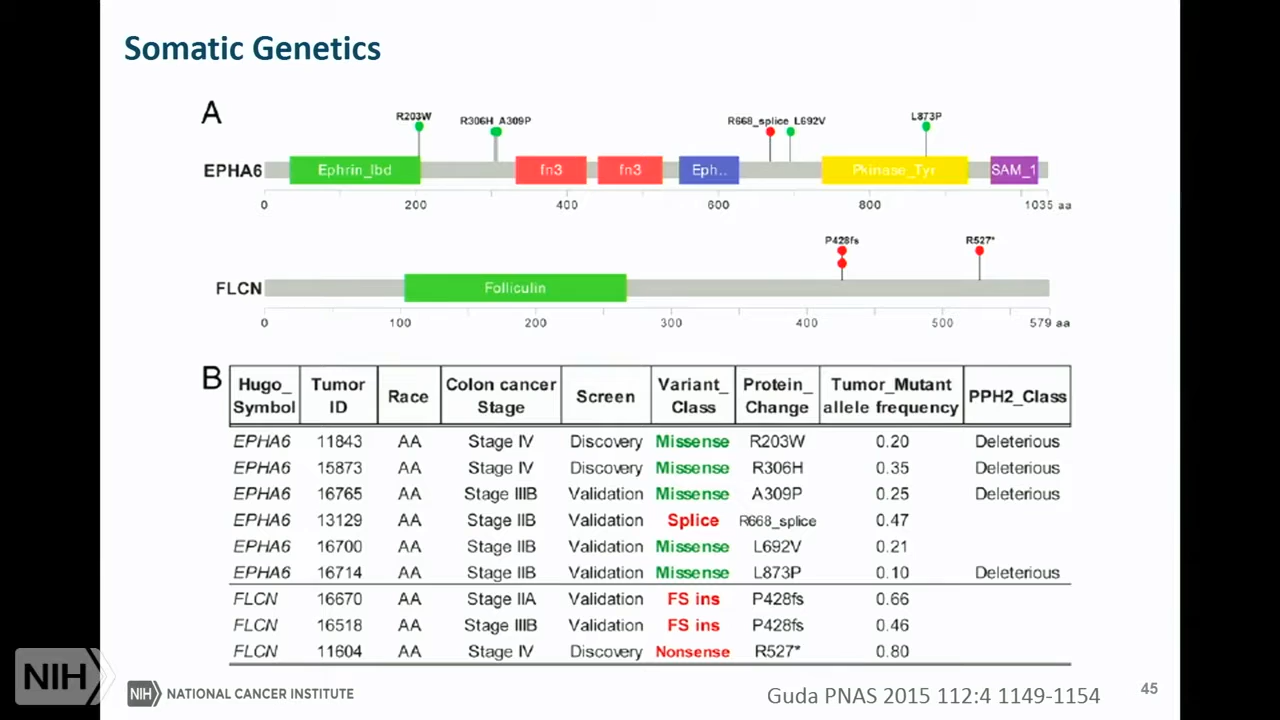 Somatic Genetics
A
R203W R306H A309P R668_splice L692V L873P
EPHA6 Ephrin_lbd fn3 fn3 Eph.. Pkinase_Tyr SAM_1
0 200 400 600 800 1035 aa
P428fs R527*
FLCN Folliculin
0 100 200 300 400 500 579 aa
B
Hugo_Symbol Tumor ID Race Colon cancer Stage Screen Variant_Class Protein_Change Tumor_Mutant allele frequency PPH2_Class
EPHA6 11843 AA Stage IV Discovery Missense R203W 0.20 Deleterious
EPHA6 15873 AA Stage IV Discovery Missense R306H 0.35 Deleterious
EPHA6 16765 AA Stage IIIB Validation Missense A309P 0.25 Deleterious
EPHA6 13129 AA Stage IIB Validation Splice R668_splice 0.47
EPHA6 16700 AA Stage IIB Validation Missense L692V 0.21
EPHA6 16714 AA Stage IIB Validation Missense L873P 0.10 Deleterious
FLCN 16670 AA Stage IIA Validation FS ins P428fs 0.66
FLCN 16518 AA Stage IIIB Validation FS ins P428fs 0.46
FLCN 11604 AA Stage IV Discovery Nonsense R527* 0.80
NIH
NIH NATIONAL CANCER INSTITUTE
Guda PNAS 2015 112:4 1149-1154
45